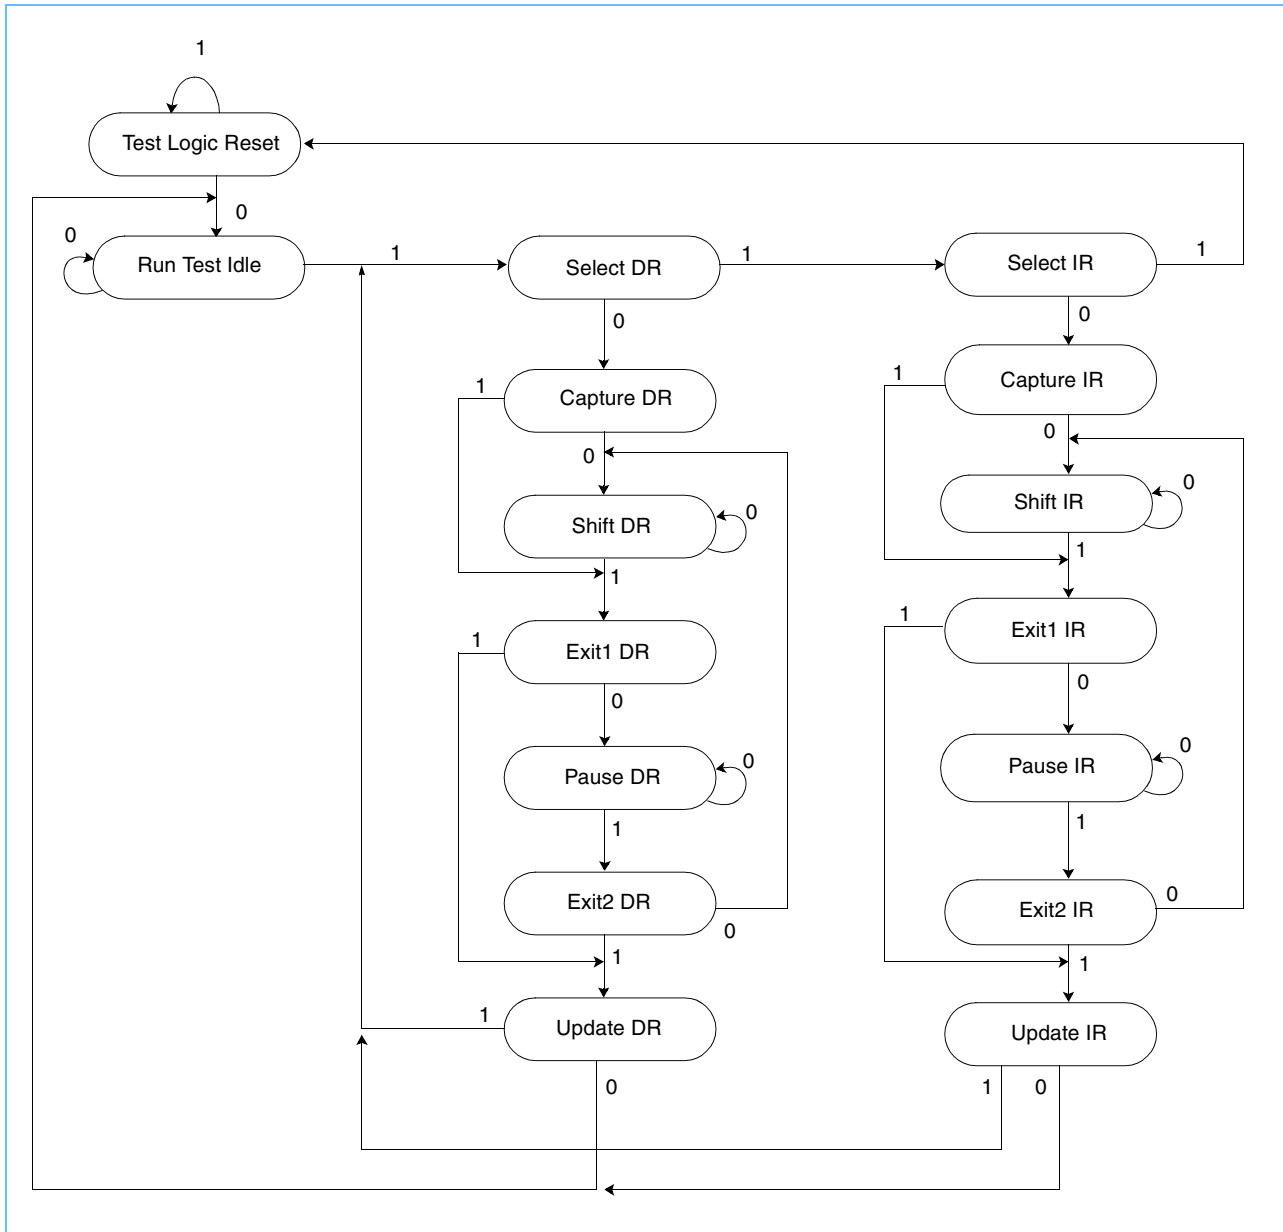 1
Test Logic Reset
0
0
Run Test Idle
1
Select DR
1
Select IR
1
0
0
1
Capture DR
1
Capture IR
0
0
Shift DR
0
Shift IR
0
1
1
1
Exit1 DR
1
Exit1 IR
0
0
Pause DR
0
Pause IR
0
1
1
Exit2 DR
0
Exit2 IR
0
1
1
1
Update DR
Update IR
0
1
0